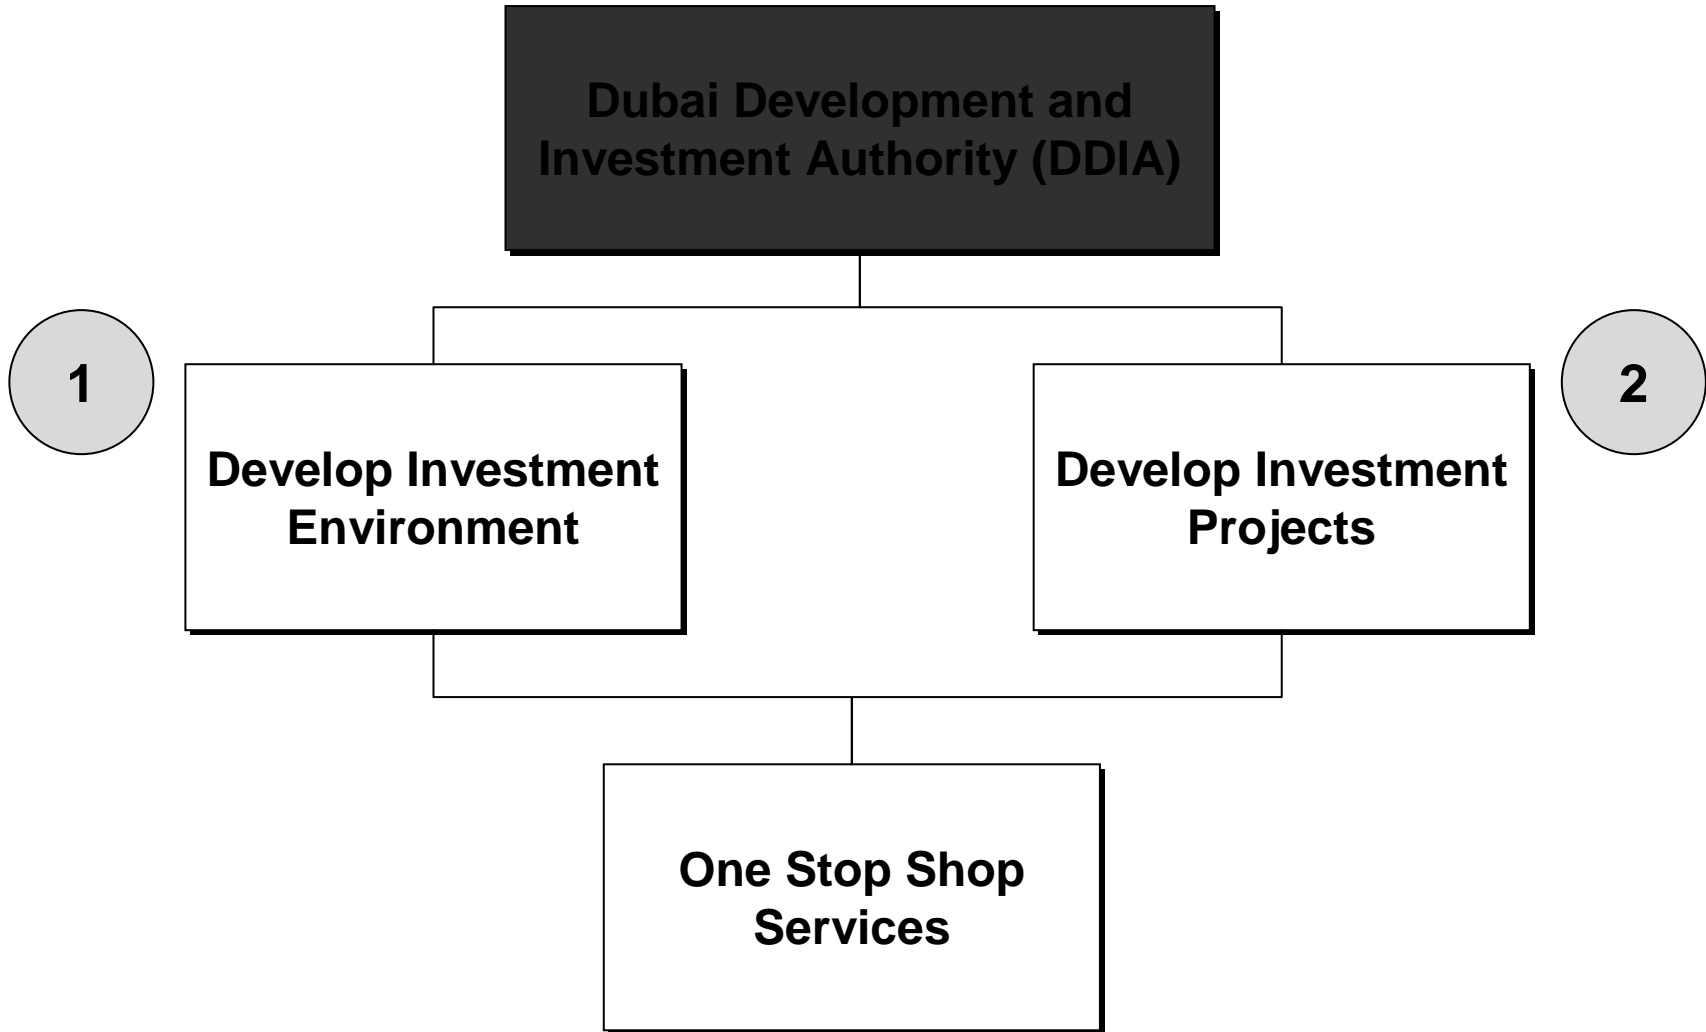 Dubai Development and
Investment Authority (DDIA)
1
2
Develop Investment
Environment
Develop Investment
Projects
One Stop Shop
Services